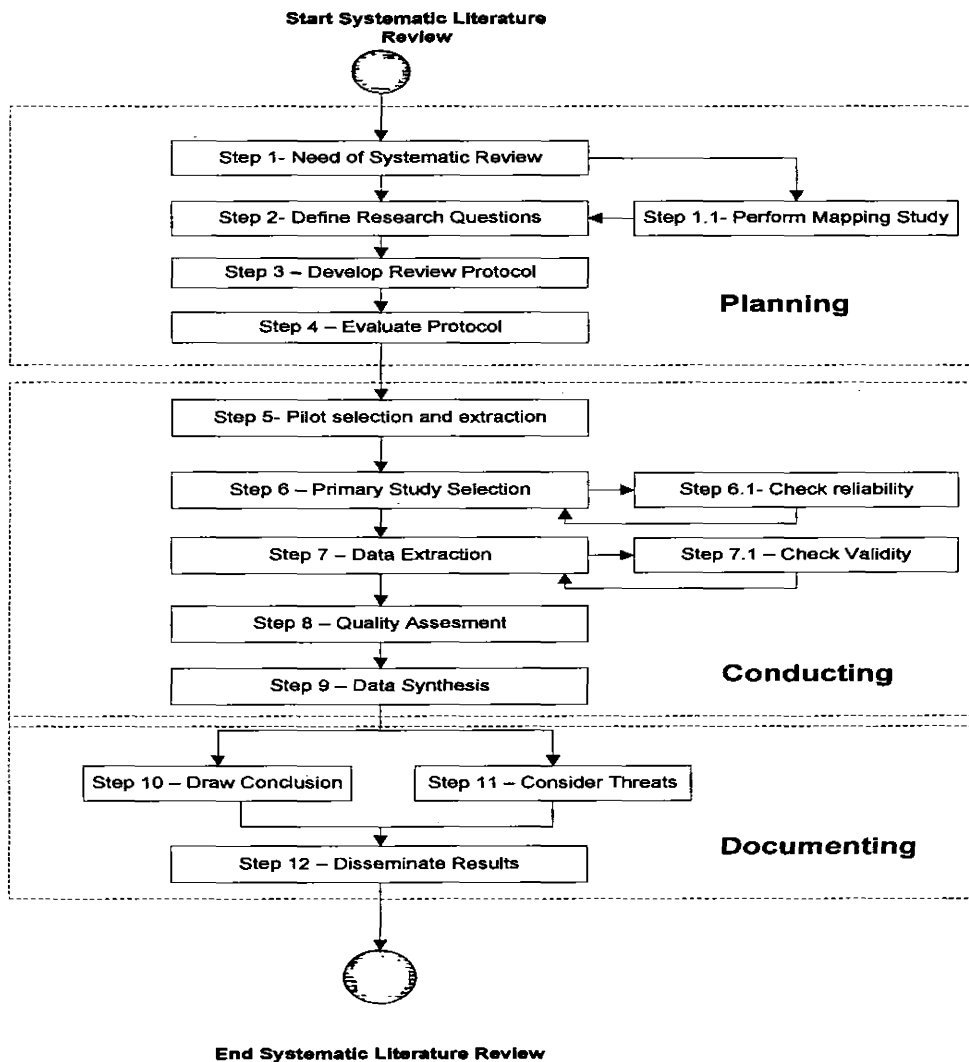 Start Systematic Literature
Review
Step 1- Need of Systematic Review
Step 2- Define Research Questions
Step 1.1- Perform Mapping Study
Step 3 – Develop Review Protocol
Planning
Step 4 – Evaluate Protocol
Step 5- Pilot selection and extraction
Step 6 – Primary Study Selection
Step 6.1- Check reliability
Step 7 – Data Extraction
Step 7.1 – Check Validity
Step 8 – Quality Assesment
Step 9 – Data Synthesis
Conducting
Step 10 – Draw Conclusion
Step 11 – Consider Threats
Documenting
Step 12 – Disseminate Results
End Systematic Literature Review